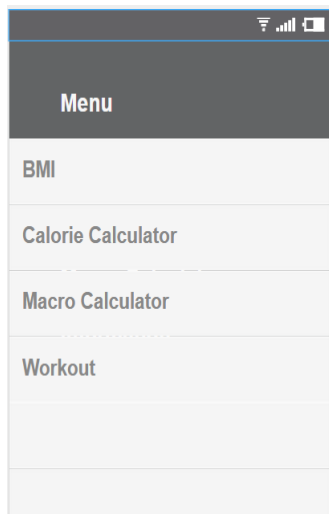 Menu
BMI
Calorie Calculator
Macro Calculator
Workout